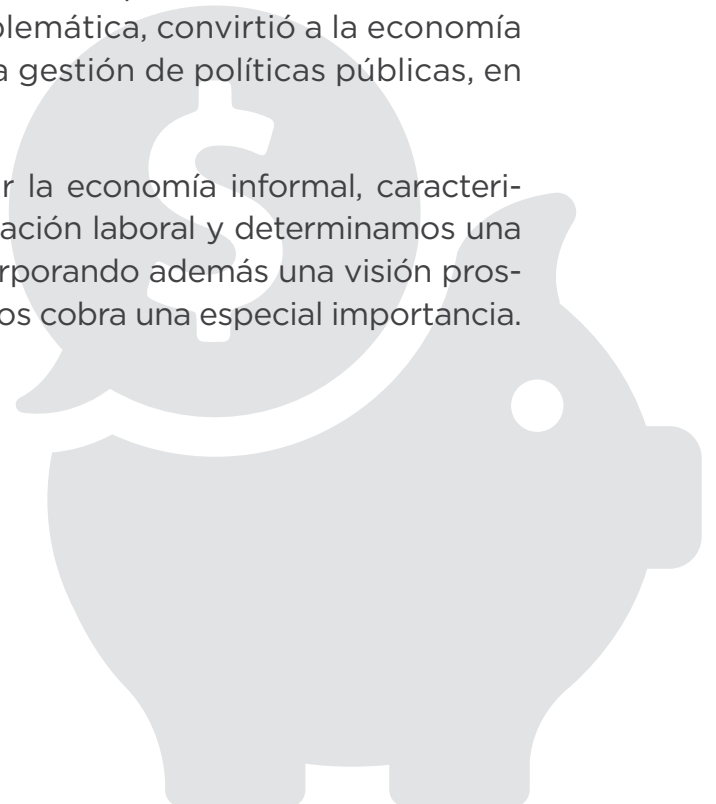 blemática, convirtió a la economía
a gestión de políticas públicas, en
r la economía informal, caracteri-
ación laboral y determinamos una
rporando además una visión pros-
os cobra una especial importancia.
$